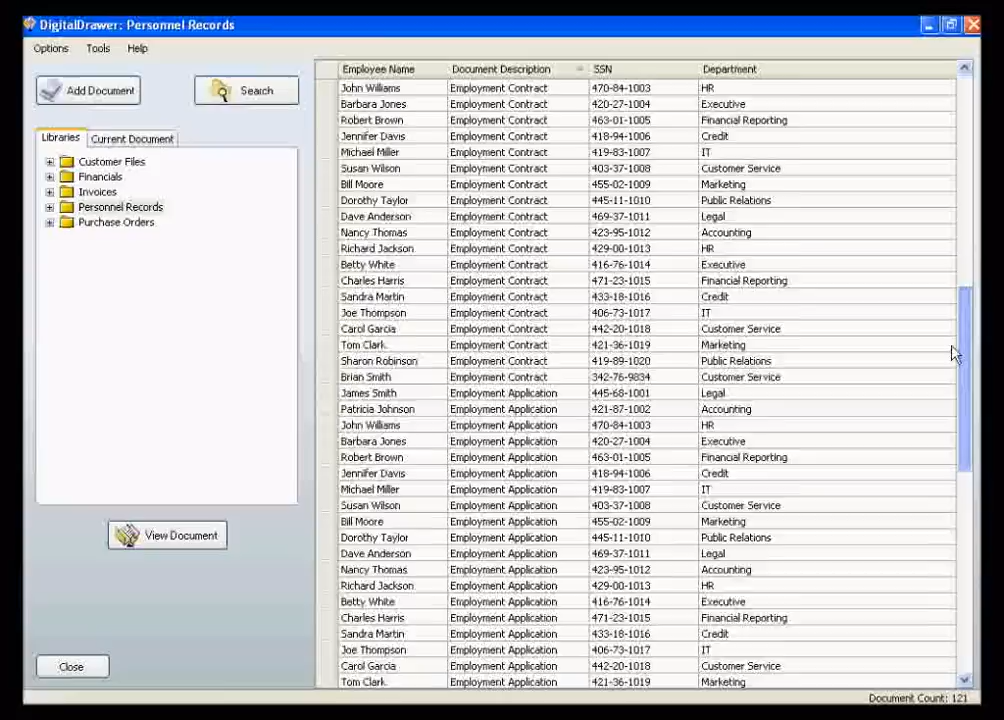 DigitalDrawer: Personnel Records
Options Tools Help
Add Document Search
Libraries Current Document
Customer Files
Financials
Invoices
Personnel Records
Purchase Orders
View Document
Close
Employee Name Document Description SSN Department
John Williams Employment Contract 470-84-1003 HR
Barbara Jones Employment Contract 420-27-1004 Executive
Robert Brown Employment Contract 463-01-1005 Financial Reporting
Jennifer Davis Employment Contract 418-94-1006 Credit
Michael Miller Employment Contract 419-83-1007 IT
Susan Wilson Employment Contract 403-37-1008 Customer Service
Bill Moore Employment Contract 455-02-1009 Marketing
Dorothy Taylor Employment Contract 445-11-1010 Public Relations
Dave Anderson Employment Contract 469-37-1011 Legal
Nancy Thomas Employment Contract 423-95-1012 Accounting
Richard Jackson Employment Contract 429-00-1013 HR
Betty White Employment Contract 416-76-1014 Executive
Charles Harris Employment Contract 471-23-1015 Financial Reporting
Sandra Martin Employment Contract 433-18-1016 Credit
Joe Thompson Employment Contract 406-73-1017 IT
Carol Garcia Employment Contract 442-20-1018 Customer Service
Tom Clark Employment Contract 421-36-1019 Marketing
Sharon Robinson Employment Contract 419-89-1020 Public Relations
Brian Smith Employment Contract 342-76-9834 Customer Service
James Smith Employment Application 445-68-1001 Legal
Patricia Johnson Employment Application 421-87-1002 Accounting
John Williams Employment Application 470-84-1003 HR
Barbara Jones Employment Application 420-27-1004 Executive
Robert Brown Employment Application 463-01-1005 Financial Reporting
Jennifer Davis Employment Application 418-94-1006 Credit
Michael Miller Employment Application 419-83-1007 IT
Susan Wilson Employment Application 403-37-1008 Customer Service
Bill Moore Employment Application 455-02-1009 Marketing
Dorothy Taylor Employment Application 445-11-1010 Public Relations
Dave Anderson Employment Application 469-37-1011 Legal
Nancy Thomas Employment Application 423-95-1012 Accounting
Richard Jackson Employment Application 429-00-1013 HR
Betty White Employment Application 416-76-1014 Executive
Charles Harris Employment Application 471-23-1015 Financial Reporting
Sandra Martin Employment Application 433-18-1016 Credit
Joe Thompson Employment Application 406-73-1017 IT
Carol Garcia Employment Application 442-20-1018 Customer Service
Tom Clark Employment Application 421-36-1019 Marketing
Document Count: 121